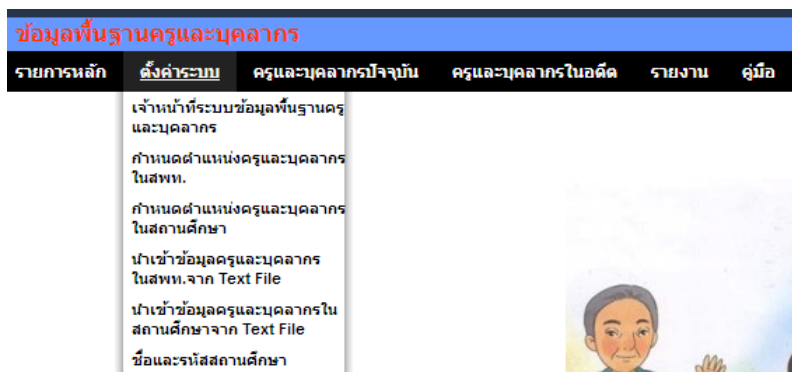 ข้อมูลพื้นฐานครูและบุคลากร
รายการหลัก ตั้งค่าระบบ ครูและบุคลากรปัจจุบัน ครูและบุคลากรในอดีต รายงาน คู่มือ
เจ้าหน้าที่ระบบข้อมูลพื้นฐานครู
และบุคลากร
กำหนดตำแหน่งครูและบุคลากร
ในสพท.
กำหนดตำแหน่งครูและบุคลากร
ในสถานศึกษา
นำเข้าข้อมูลครูและบุคลากร
ในสพท.จาก Text File
นำเข้าข้อมูลครูและบุคลากรใน
สถานศึกษาจาก Text File
ชื่อและรหัสสถานศึกษา